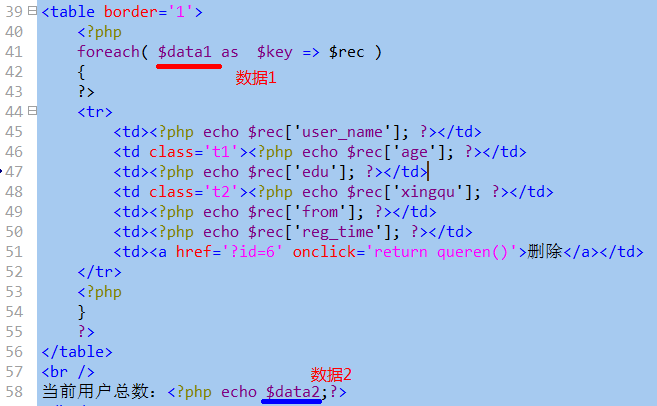 39 <table border='1'>
40 <?php
41 foreach( $data1 as  $key => $rec )
数据1
42 {
43 ?>
44 <tr>
45 <td><?php echo $rec['user_name']; ?></td>
46 <td class='t1'><?php echo $rec['age']; ?></td>
47 <td><?php echo $rec['edu']; ?></td>
48 <td class='t2'><?php echo $rec['xingqu']; ?></td>
49 <td><?php echo $rec['from']; ?></td>
50 <td><?php echo $rec['reg_time']; ?></td>
51 <td><a href='?id=6' onclick='return queren()'>删除</a></td>
52 </tr>
53 <?php
54 }
55 ?>
56 </table>
57 <br />
数据2
58 当前用户总数：<?php echo $data2;?>